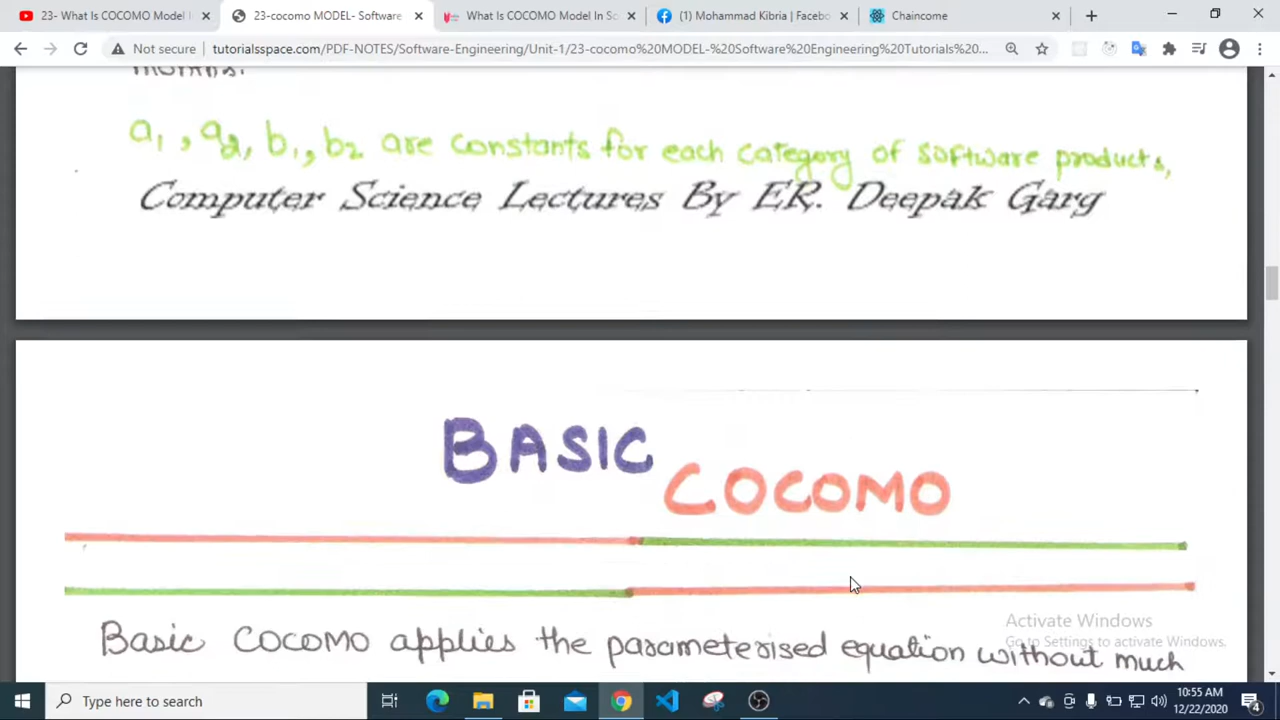 23- What Is COCOMO Model I
23-cocomo MODEL- Software
What Is COCOMO Model In So
(1) Mohammad Kibria | Facebo
Chaincome
Not secure | tutorialsspace.com/PDF-NOTES/Software-Engineering/Unit-1/23-cocomo%20MODEL-%20Software%20Engineering%20Tutorials%20...
a1, a2, b1, b2 are constants for each category of software products,
Computer Science Lectures By ER. Deepak Garg
BASIC
COCOMO
Activate Windows
Go to Settings to activate Windows.
Basic COCOMO applies the parameterised equation without much
Type here to search
10:55 AM
12/22/2020
4